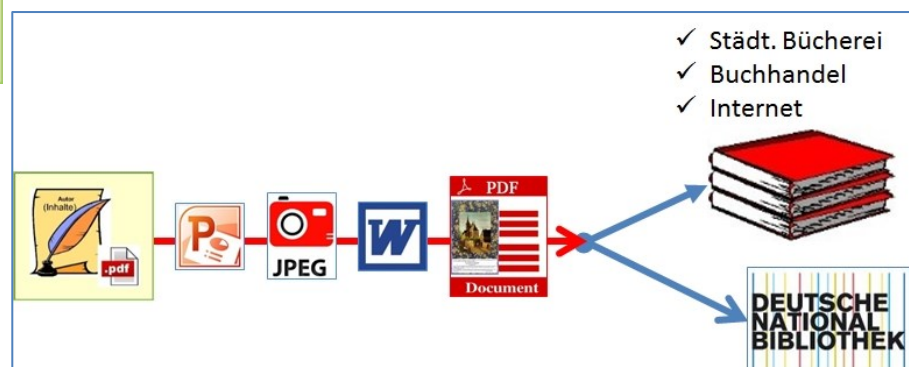 ✓ Städt. Bücherei
✓ Buchhandel
✓ Internet
Autor
(Inhalte)
.pdf
P
JPEG
W
PDF
Document
DEUTSCHE
NATIONAL
BIBLIOTHEK